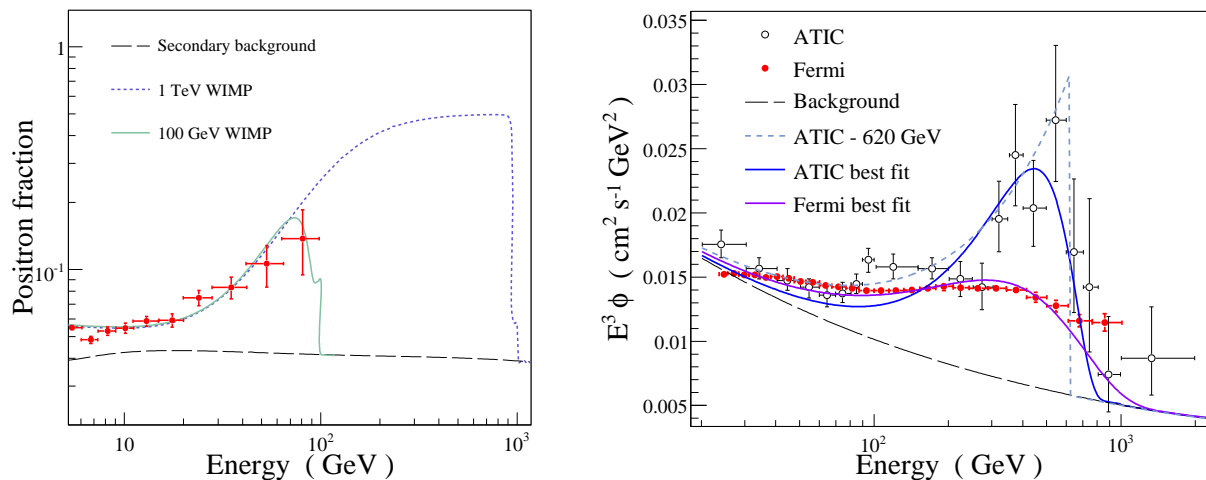 Positron fraction
1
10⁻¹
Secondary background
1 TeV WIMP
100 GeV WIMP
10
10²
10³
Energy ( GeV )
E³ ϕ ( cm² s⁻¹ GeV² )
0.035
0.03
0.025
0.02
0.015
0.01
0.005
ATIC
Fermi
Background
ATIC - 620 GeV
ATIC best fit
Fermi best fit
10²
10³
Energy ( GeV )